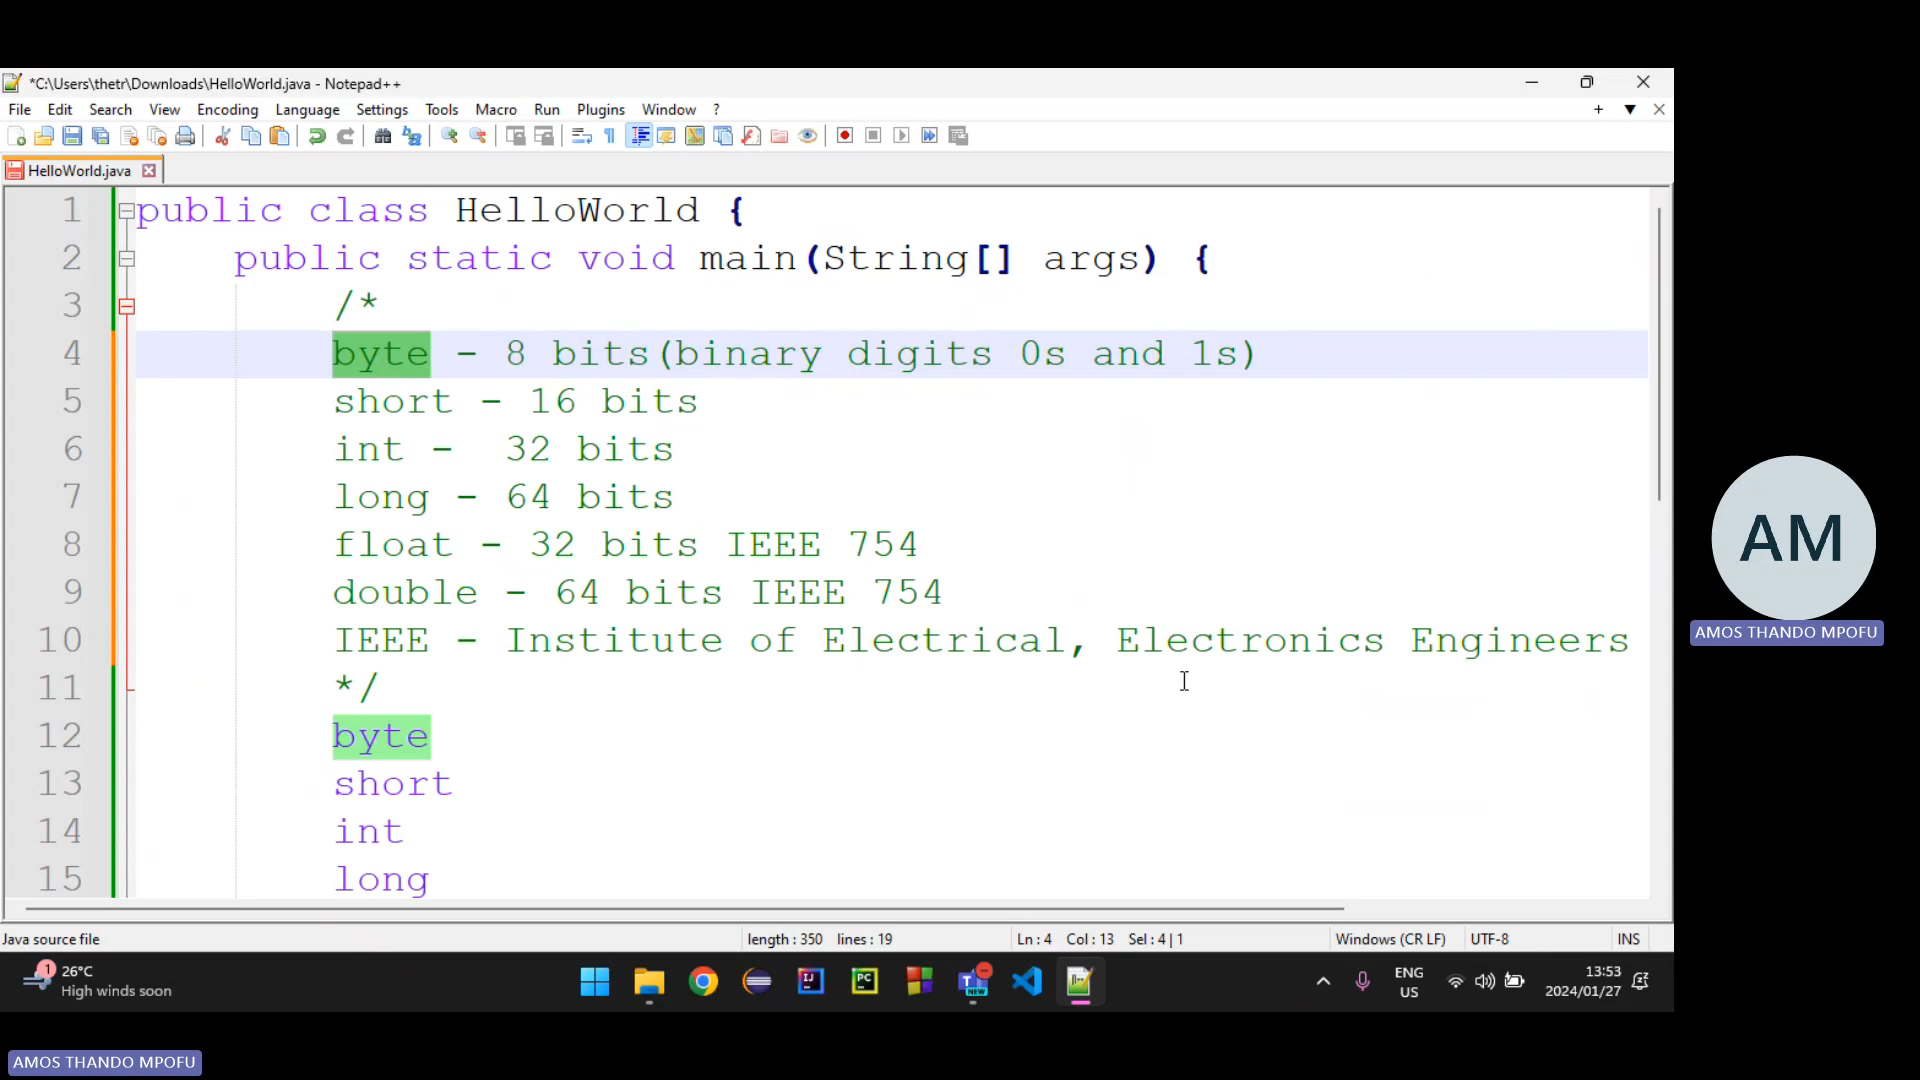 *C:\Users\thetr\Downloads\HelloWorld.java - Notepad++
File Edit Search View Encoding Language Settings Tools Macro Run Plugins Window ?
HelloWorld.java
1 public class HelloWorld {
2 public static void main(String[] args) {
3 /*
4 byte - 8 bits(binary digits 0s and 1s)
5 short - 16 bits
6 int -  32 bits
7 long - 64 bits
8 float - 32 bits IEEE 754
9 double - 64 bits IEEE 754
10 IEEE - Institute of Electrical, Electronics Engineers
11 */
12 byte
13 short
14 int
15 long
AM
AMOS THANDO MPOFU
Java source file length : 350 lines : 19 Ln : 4 Col : 13 Sel : 4 | 1 Windows (CR LF) UTF-8 INS
1 26°C
High winds soon
ENG
US
13:53
2024/01/27
AMOS THANDO MPOFU